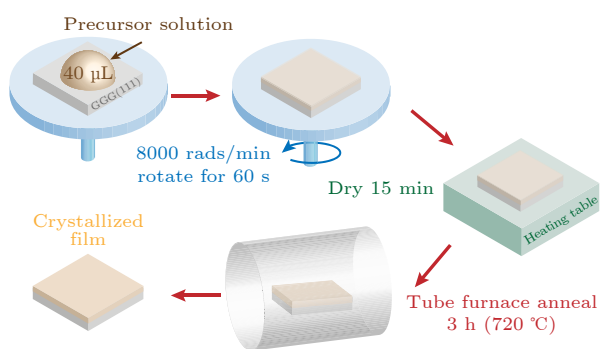 Precursor solution
40 µL
GGG(111)
8000 rads/min
rotate for 60 s
Dry 15 min
Heating table
Crystallized
film
Tube furnace anneal
3 h (720 ℃)